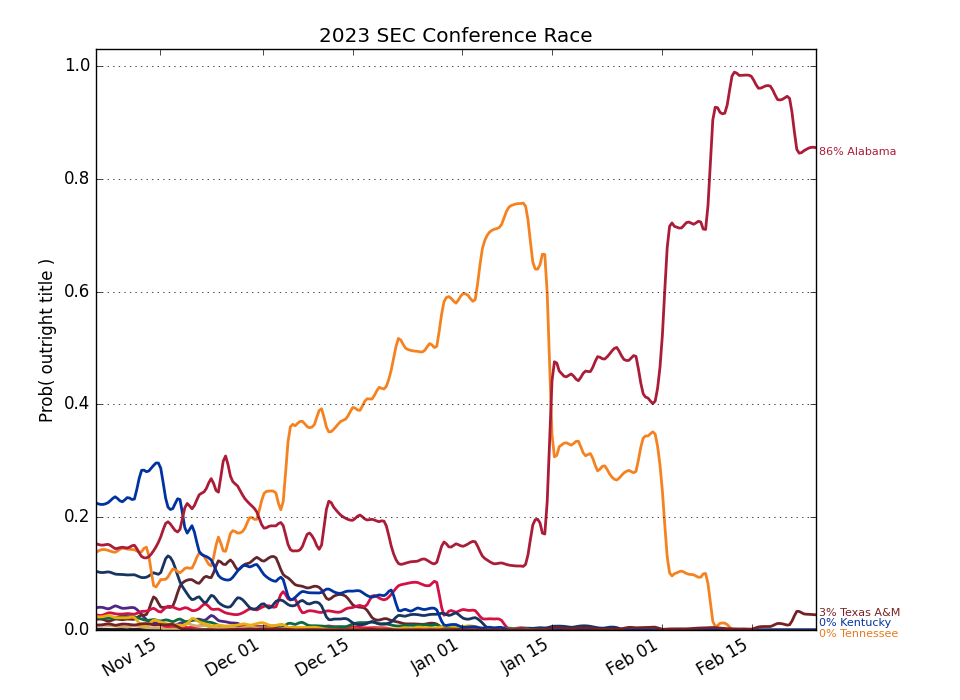 2023 SEC Conference Race
Prob( outright title )
1.0
0.8
0.6
0.4
0.2
0.0
86% Alabama
3% Texas A&M
0% Kentucky
0% Tennessee
Nov 15
Dec 01
Dec 15
Jan 01
Jan 15
Feb 01
Feb 15